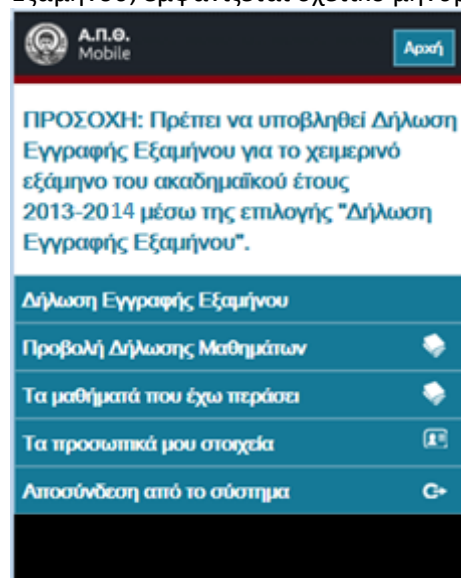 Α.Π.Θ.
Mobile
Αρχή
ΠΡΟΣΟΧΗ: Πρέπει να υποβληθεί Δήλωση
Εγγραφής Εξαμήνου για το χειμερινό
εξάμηνο του ακαδημαϊκού έτους
2013-2014 μέσω της επιλογής "Δήλωση
Εγγραφής Εξαμήνου".
Δήλωση Εγγραφής Εξαμήνου
Προβολή Δήλωσης Μαθημάτων
Τα μαθήματά που έχω περάσει
Τα προσωπικά μου στοιχεία
Αποσύνδεση από το σύστημα